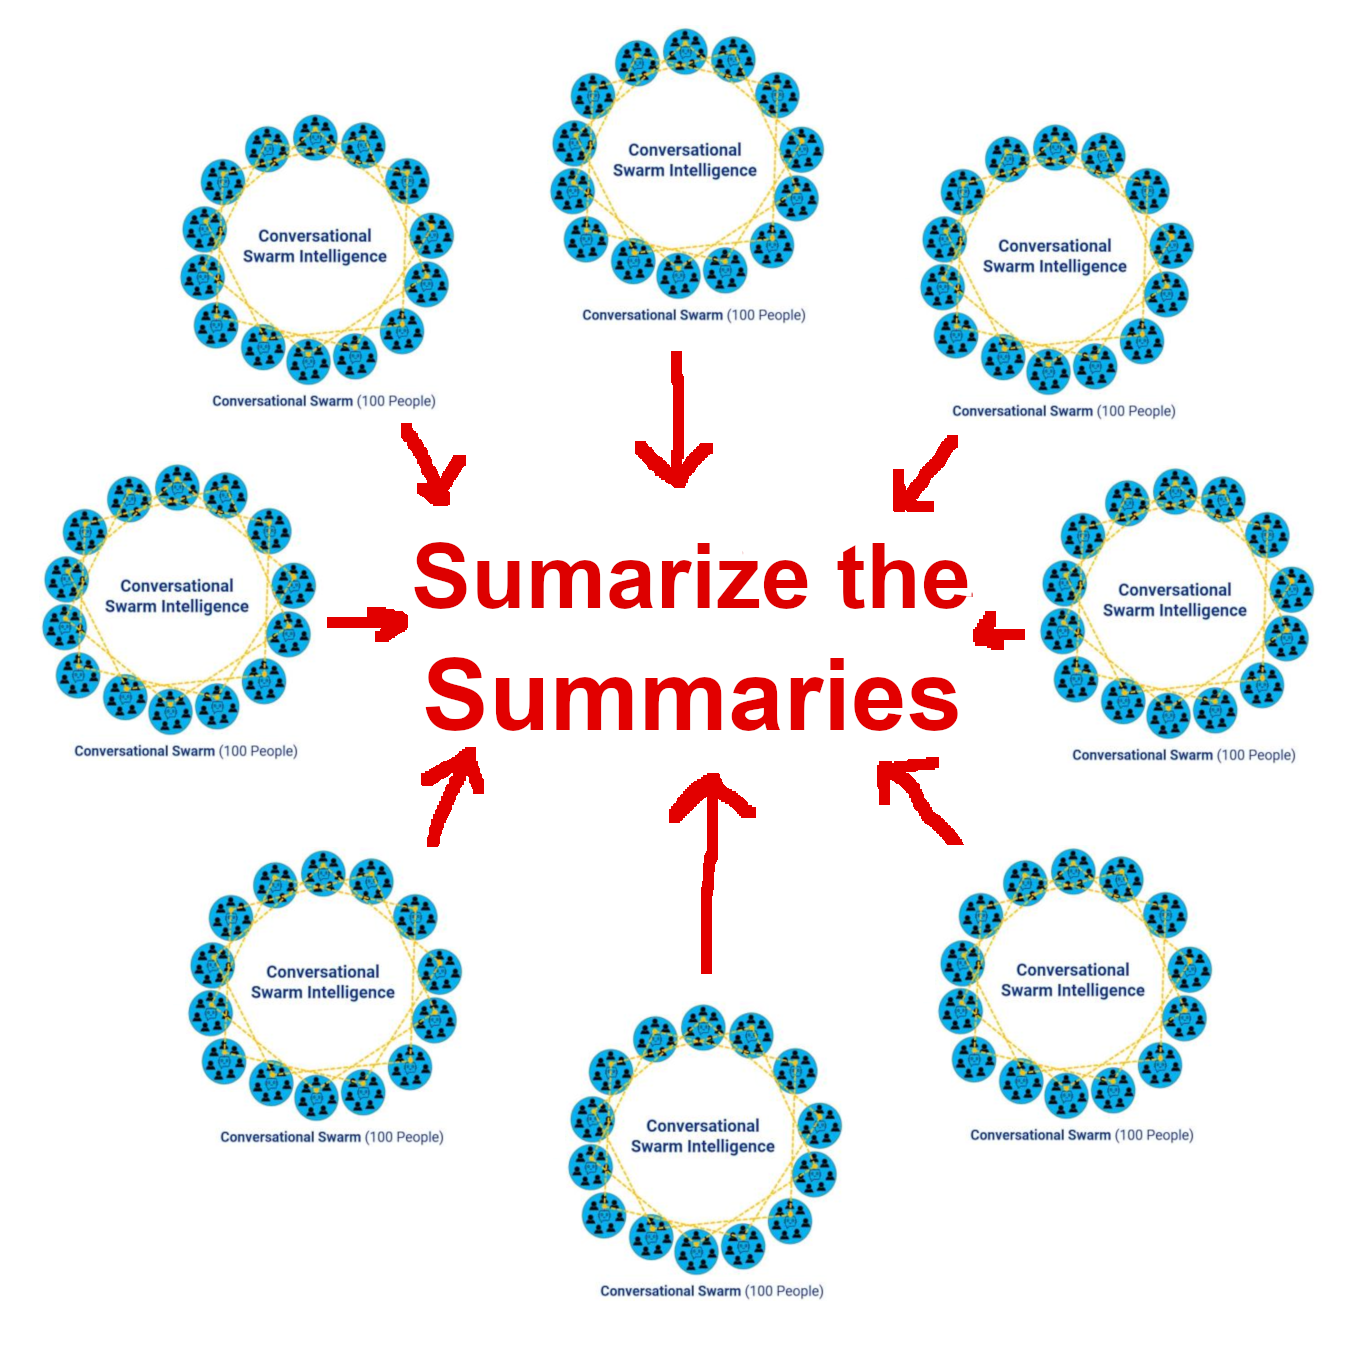 Conversational
Swarm Intelligence
Conversational Swarm (100 People)
Conversational
Swarm Intelligence
Conversational Swarm (100 People)
Conversational
Swarm Intelligence
Conversational Swarm (100 People)
Conversational
Swarm Intelligence
Conversational Swarm (100 People)
Sumarize the
Summaries
Conversational
Swarm Intelligence
Conversational Swarm (100 People)
Conversational
Swarm Intelligence
Conversational Swarm (100 People)
Conversational
Swarm Intelligence
Conversational Swarm (100 People)
Conversational
Swarm Intelligence
Conversational Swarm (100 People)